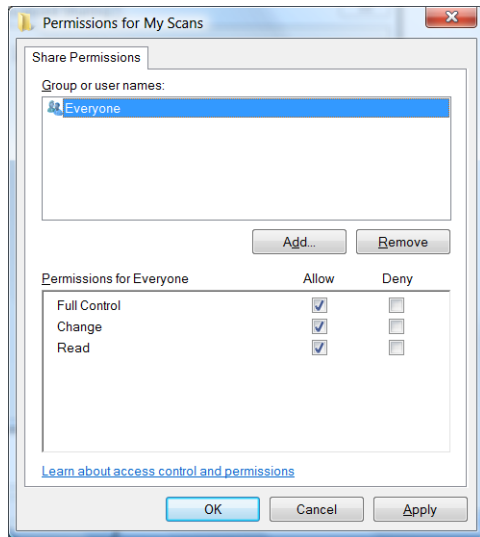 Permissions for My Scans
Share Permissions
Group or user names:
Everyone
Add...
Remove
Permissions for Everyone Allow Deny
Full Control
Change
Read
Learn about access control and permissions
OK Cancel Apply